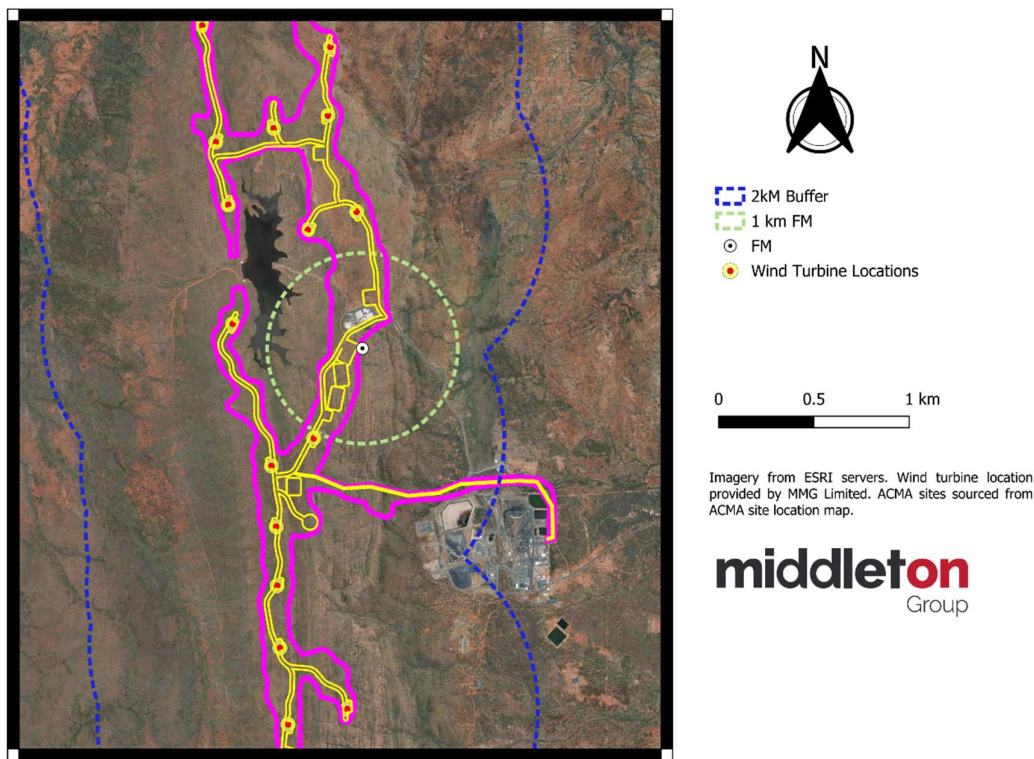 N
2kM Buffer
1 km FM
FM
Wind Turbine Locations
0 0.5 1 km
Imagery from ESRI servers. Wind turbine location
provided by MMG Limited. ACMA sites sourced from
ACMA site location map.
middleton
Group